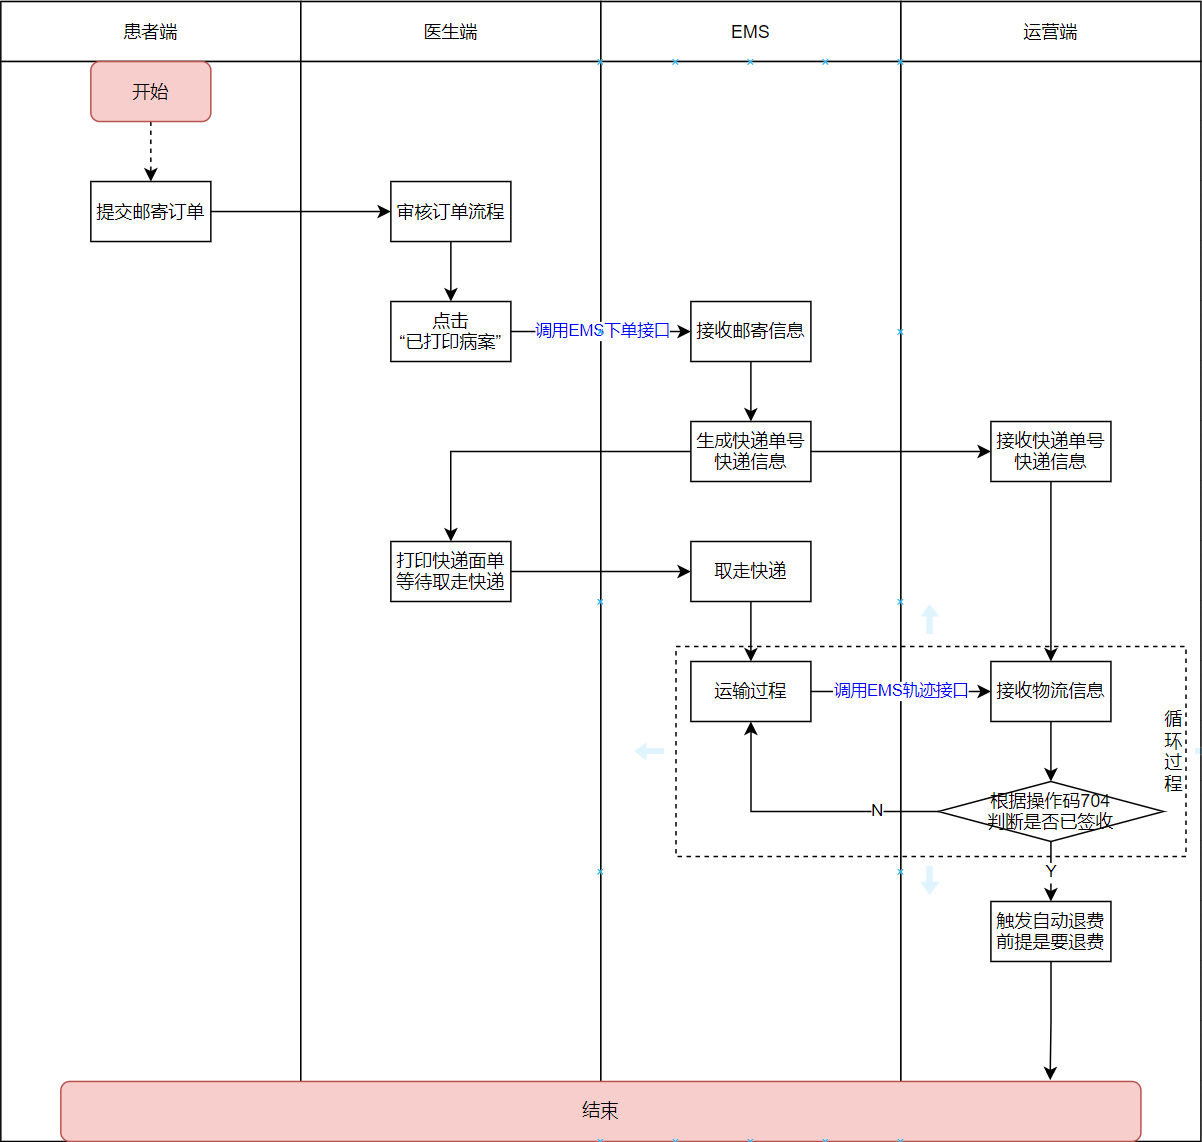 患者端
医生端
EMS
运营端
开始
提交邮寄订单
审核订单流程
点击
“已打印病案”
调用EMS下单接口
接收邮寄信息
生成快递单号
快递信息
接收快递单号
快递信息
打印快递面单
等待取走快递
取走快递
运输过程
调用EMS轨迹接口
接收物流信息
循
环
过
程
根据操作码704
判断是否已签收
N
Y
触发自动退费
前提是要退费
结束